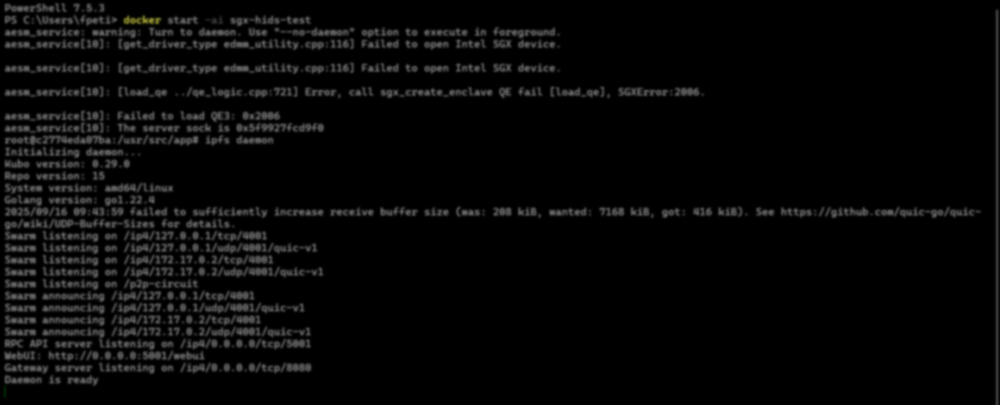 PowerShell 7.5.3
PS C:\Users\fpeti> docker start -ai sgx-hids-test
aesm_service: warning: Turn to daemon. Use "--no-daemon" option to execute in foreground.
aesm_service[10]: [get_driver_type edmm_utility.cpp:116] Failed to open Intel SGX device.
aesm_service[10]: [get_driver_type edmm_utility.cpp:116] Failed to open Intel SGX device.
aesm_service[10]: [load_qe ../qe_logic.cpp:721] Error, call sgx_create_enclave QE fail [load_qe], SGXError:2006.
aesm_service[10]: Failed to load QE3: 0x2006
aesm_service[10]: The server sock is 0x5f9927fcd9f0
root@c2774eda07ba:/usr/src/app# ipfs daemon
Initializing daemon...
Kubo version: 0.29.0
Repo version: 15
System version: amd64/linux
Golang version: go1.22.4
2025/09/16 09:43:59 failed to sufficiently increase receive buffer size (was: 208 kiB, wanted: 7168 kiB, got: 416 kiB). See https://github.com/quic-go/quic-
go/wiki/UDP-Buffer-Sizes for details.
Swarm listening on /ip4/127.0.0.1/tcp/4001
Swarm listening on /ip4/127.0.0.1/udp/4001/quic-v1
Swarm listening on /ip4/172.17.0.2/tcp/4001
Swarm listening on /ip4/172.17.0.2/udp/4001/quic-v1
Swarm listening on /p2p-circuit
Swarm announcing /ip4/127.0.0.1/tcp/4001
Swarm announcing /ip4/127.0.0.1/udp/4001/quic-v1
Swarm announcing /ip4/172.17.0.2/tcp/4001
Swarm announcing /ip4/172.17.0.2/udp/4001/quic-v1
RPC API server listening on /ip4/0.0.0.0/tcp/5001
WebUI: http://0.0.0.0:5001/webui
Gateway server listening on /ip4/0.0.0.0/tcp/8080
Daemon is ready